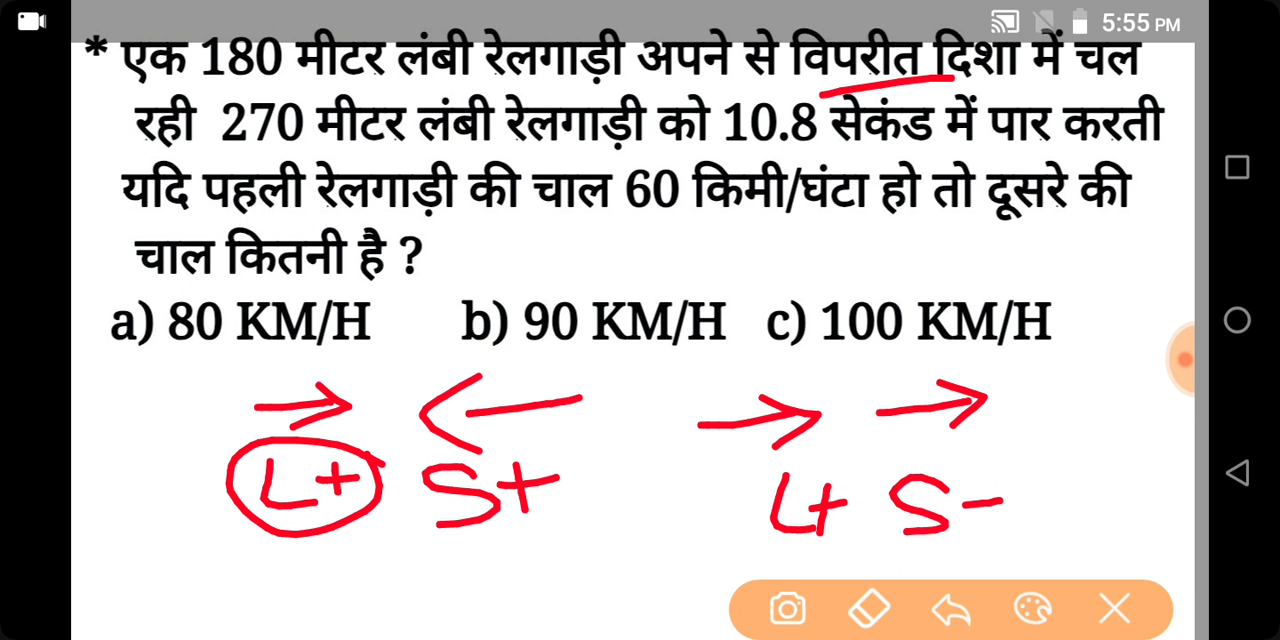 5:55 PM
* एक 180 मीटर लंबी रेलगाड़ी अपने से विपरीत दिशा में चल
रही 270 मीटर लंबी रेलगाड़ी को 10.8 सेकंड में पार करती
यदि पहली रेलगाड़ी की चाल 60 किमी/घंटा हो तो दूसरे की
चाल कितनी है ?
a) 80 KM/H b) 90 KM/H c) 100 KM/H
L+ S+ L+ S-